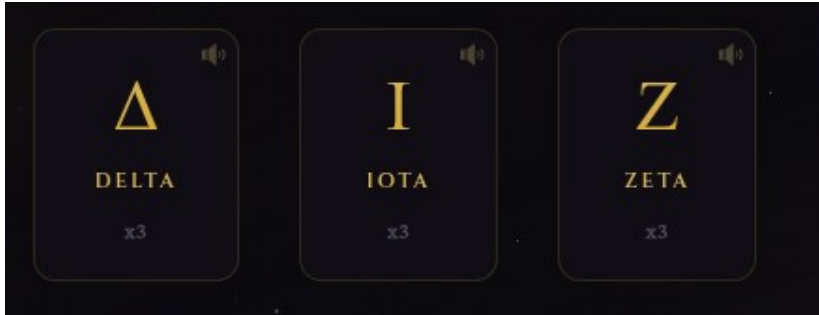 Δ I Z
DELTA IOTA ZETA
x3 x3 x3